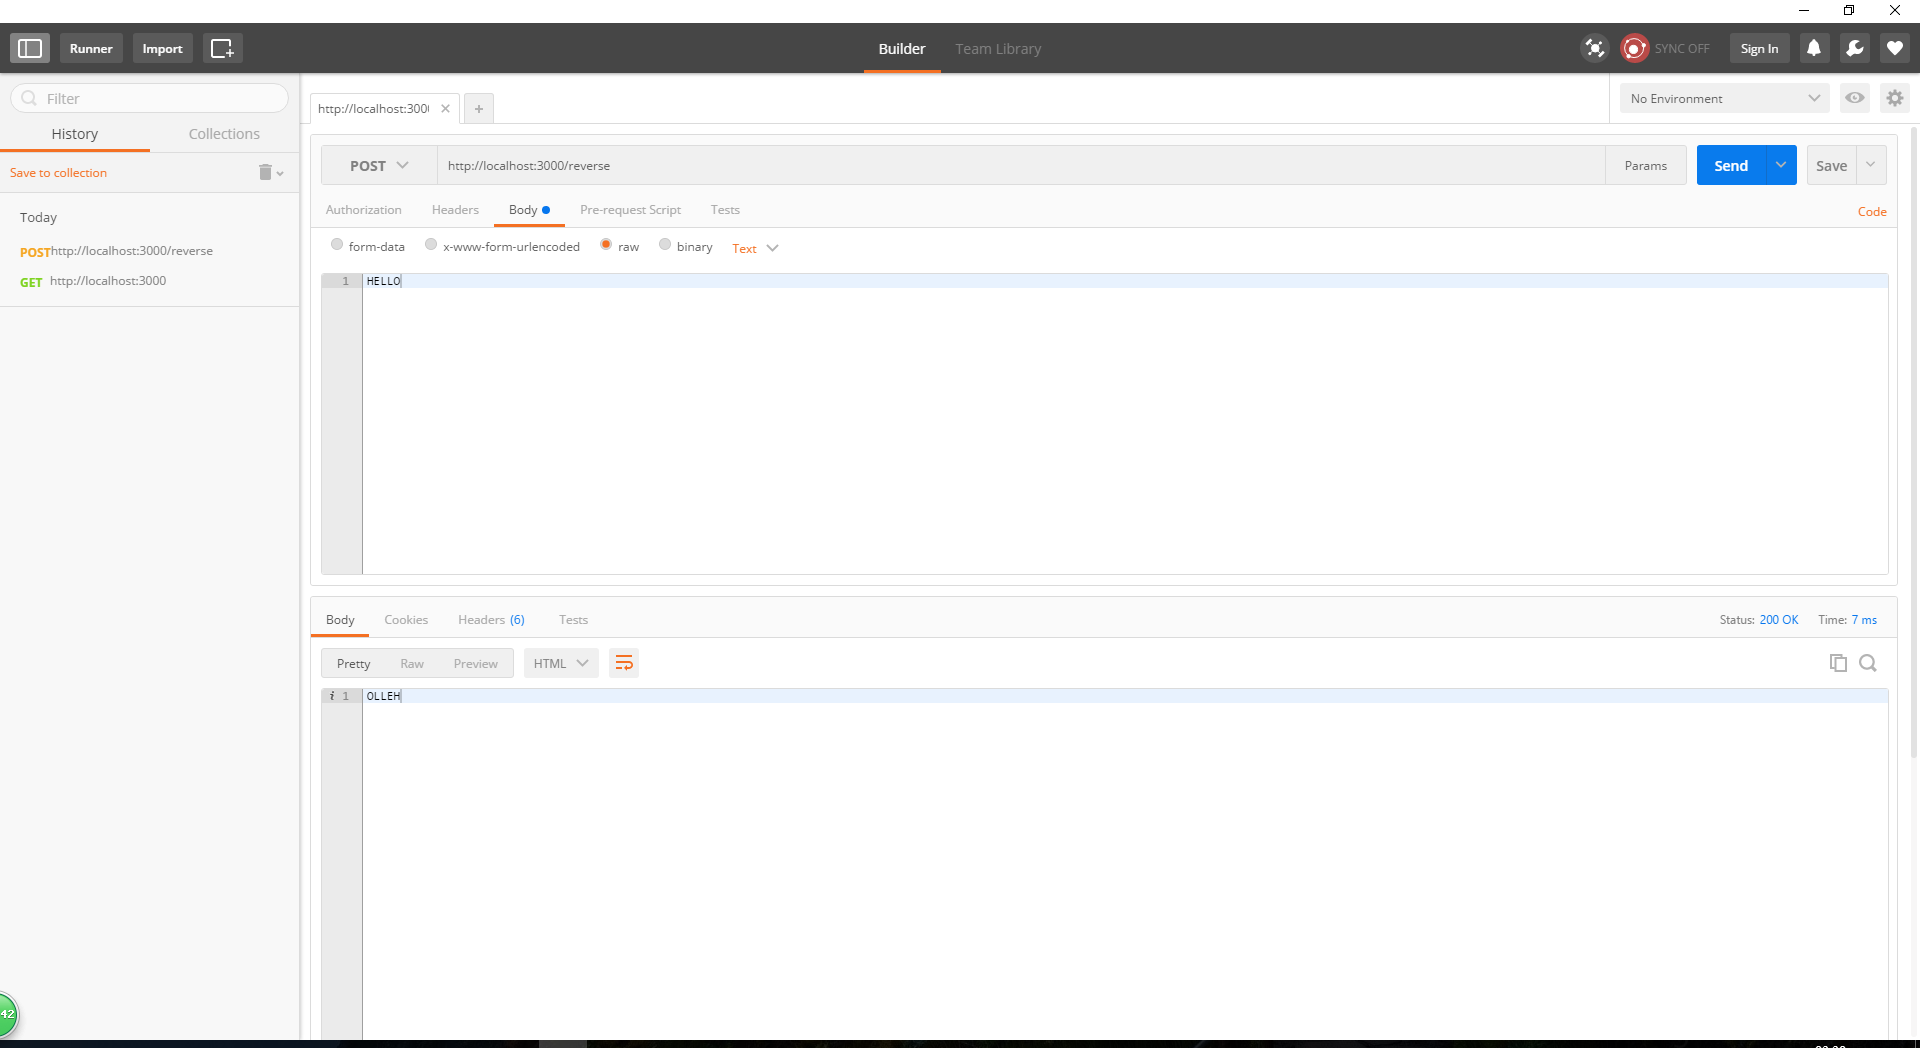 Runner Import Builder Team Library SYNC OFF Sign In
Filter
History Collections
Save to collection
Today
POST http://localhost:3000/reverse
GET http://localhost:3000
http://localhost:300
No Environment
POST http://localhost:3000/reverse Params Send Save
Authorization Headers Body Pre-request Script Tests Code
form-data x-www-form-urlencoded raw binary Text
1 HELLO
Body Cookies Headers (6) Tests Status: 200 OK Time: 7 ms
Pretty Raw Preview HTML
i 1 OLLEH
42